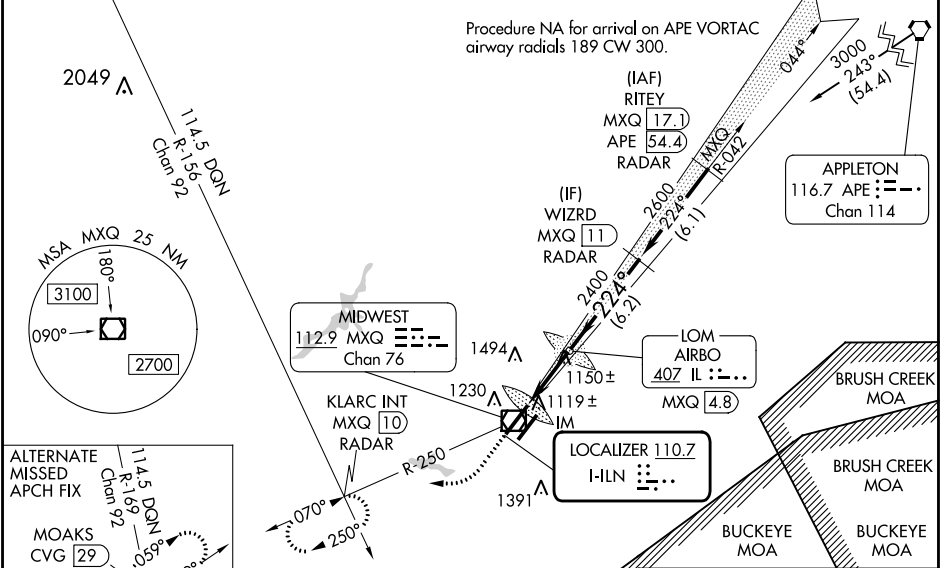 Procedure NA for arrival on APE VORTAC
airway radials 189 CW 300.
2049
114.5 DQN
R-156
Chan 92
(IAF)
RITEY
MXQ 17.1
APE 54.4
RADAR
044°
3000
243°
(54.4)
MXQ
R-042
APPLETON
116.7 APE
Chan 114
2600
224°
(6.1)
(IF)
WIZRD
MXQ 11
RADAR
2400
224°
(6.2)
MSA MXQ 25 NM
180°
3100
090°
2700
MIDWEST
112.9 MXQ
Chan 76
1494
1150±
LOM
AIRBO
407 IL
MXQ 4.8
1230
1119±
IM
KLARC INT
MXQ 10
RADAR
R-250
LOCALIZER 110.7
I-ILN
1391
070°
250°
BRUSH CREEK
MOA
BRUSH CREEK
MOA
BUCKEYE
MOA
BUCKEYE
MOA
ALTERNATE
MISSED
APCH FIX
114.5 DQN
R-169
Chan 92
MOAKS
CVG 29
059°